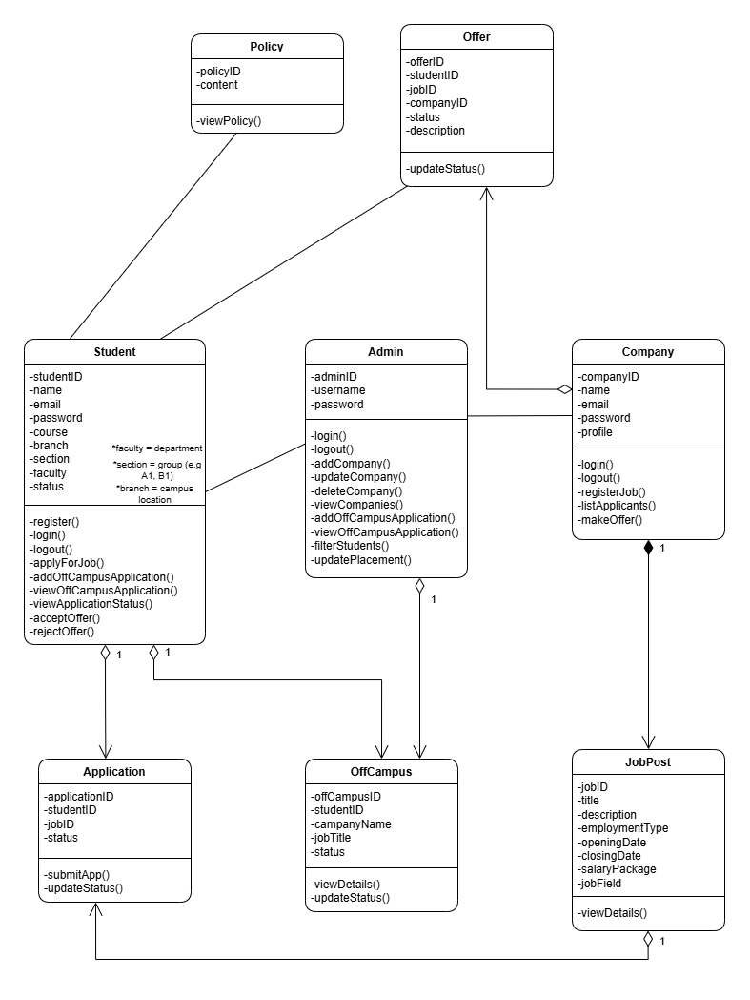 Policy
-policyID
-content
-viewPolicy()
Offer
-offerID
-studentID
-jobID
-companyID
-status
-description
-updateStatus()
Student
-studentID
-name
-email
-password
-course
-branch
-section
-faculty
-status
*faculty = department
*section = group (e.g
A1, B1)
*branch = campus
location
-register()
-login()
-logout()
-applyForJob()
-addOffCampusApplication()
-viewOffCampusApplication()
-viewApplicationStatus()
-acceptOffer()
-rejectOffer()
1
1
Admin
-adminID
-username
-password
-login()
-logout()
-addCompany()
-updateCompany()
-deleteCompany()
-viewCompanies()
-addOffCampusApplication()
-viewOffCampusApplication()
-filterStudents()
-updatePlacement()
1
Company
-companyID
-name
-email
-password
-profile
-login()
-logout()
-registerJob()
-listApplicants()
-makeOffer()
1
Application
-applicationID
-studentID
-jobID
-status
-submitApp()
-updateStatus()
OffCampus
-offCampusID
-studentID
-campanyName
-jobTitle
-status
-viewDetails()
-updateStatus()
JobPost
-jobID
-title
-description
-employmentType
-openingDate
-closingDate
-salaryPackage
-jobField
-viewDetails()
1